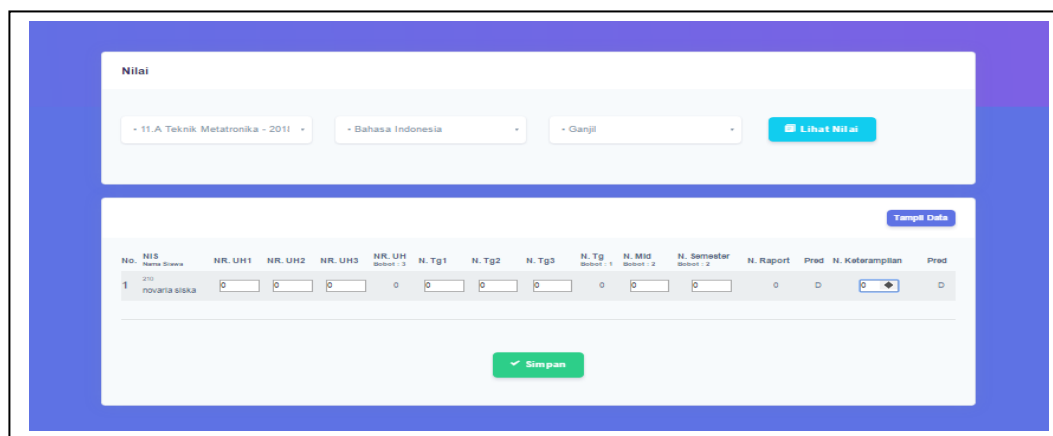 Nilai
- 11.A Teknik Metatronika - 2018
- Bahasa Indonesia
- Ganjil
Lihat Nilai
Tampil Data
No. NIS NR. UH1 NR. UH2 NR. UH3 NR. UH N. Tg1 N. Tg2 N. Tg3 N. Tg N. Mid N. Semester N. Raport Pred N. Keterampilan Pred
Nama Siswa Bobot : 3 Bobot : 1 Bobot : 2 Bobot : 2
210
1 novaria siska 0 0 0 0 0 0 0 0 0 0 0 D 0 D
Simpan